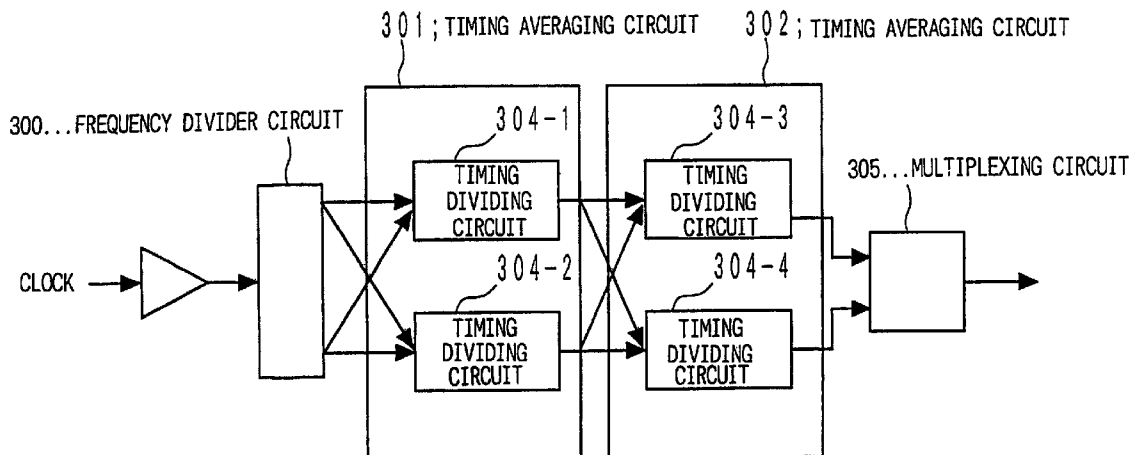 301; TIMING AVERAGING CIRCUIT
302; TIMING AVERAGING CIRCUIT
300...FREQUENCY DIVIDER CIRCUIT
304-1
304-3
305...MULTIPLEXING CIRCUIT
TIMING
DIVIDING
CIRCUIT
TIMING
DIVIDING
CIRCUIT
CLOCK
304-2
304-4
TIMING
DIVIDING
CIRCUIT
TIMING
DIVIDING
CIRCUIT